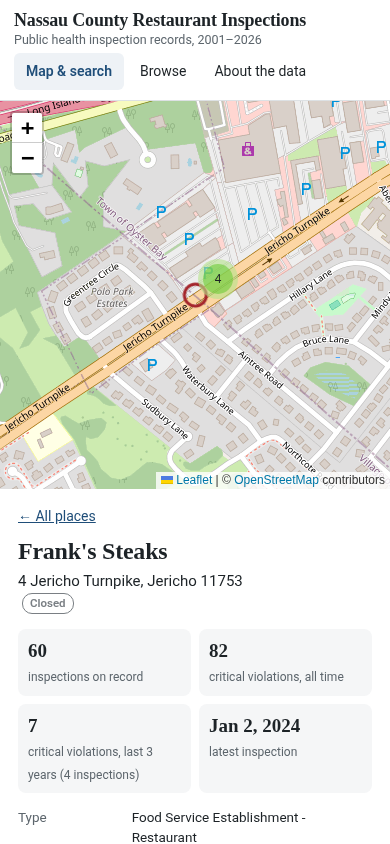 Nassau County Restaurant Inspections
Public health inspection records, 2001–2026
Map & search
Browse
About the data
Long Island
+
−
P
P
P
P
P
P
P
P
Town of Oyster Bay
Jericho Turnpike
Greentree Circle
Polo Park
Estates
4
Hillary Lane
Jericho Turnpike
Bruce Lane
Aintree Road
Waterbury Lane
Jericho Turnpike
Sudbury Lane
Northcote
Leaflet | © OpenStreetMap contributors
← All places
Frank's Steaks
4 Jericho Turnpike, Jericho 11753
Closed
60
inspections on record
82
critical violations, all time
7
critical violations, last 3
years (4 inspections)
Jan 2, 2024
latest inspection
Type
Food Service Establishment -
Restaurant